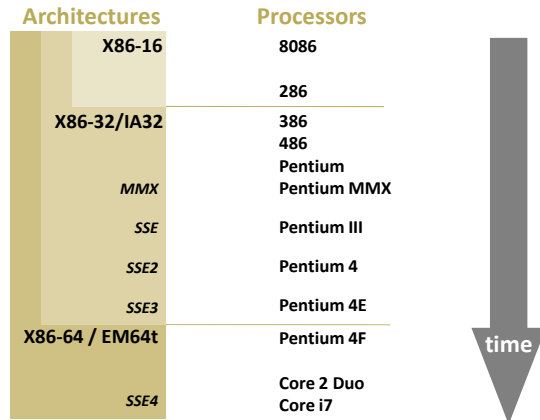 Architectures Processors
X86-16 8086
286
X86-32/IA32 386
486
Pentium
MMX Pentium MMX
SSE Pentium III
SSE2 Pentium 4
SSE3 Pentium 4E
X86-64 / EM64t Pentium 4F
time
Core 2 Duo
SSE4 Core i7